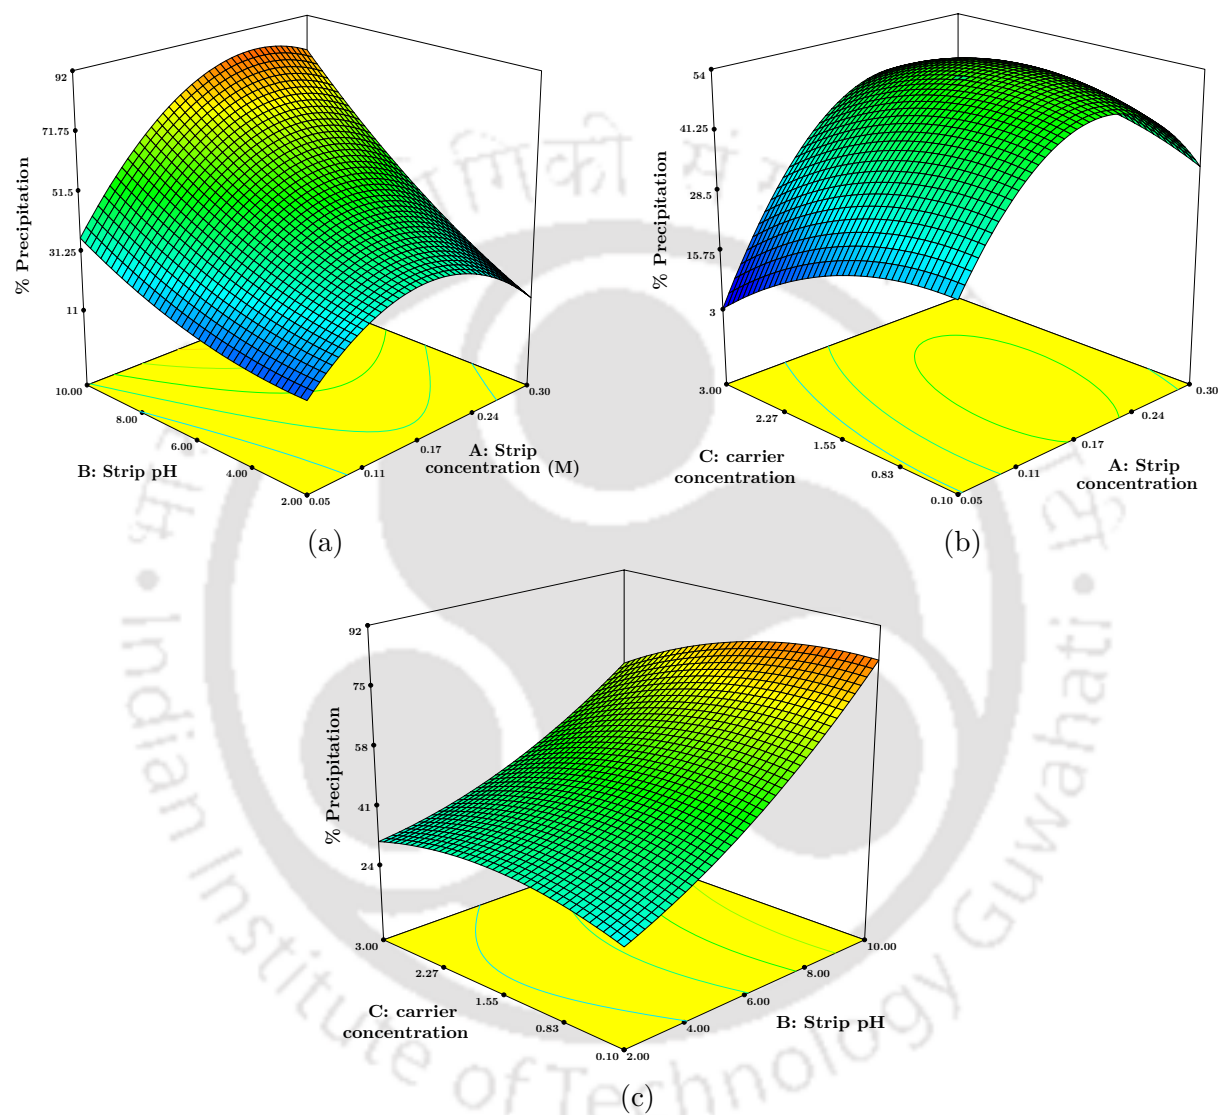 92
71.75
51.5
31.25
11
% Precipitation
10.00
8.00
6.00
4.00
2.00
B: Strip pH
0.05
0.11
0.17
0.24
0.30
A: Strip
concentration (M)
(a)
54
41.25
28.5
15.75
3
% Precipitation
3.00
2.27
1.55
0.83
0.10
C: carrier
concentration
0.05
0.11
0.17
0.24
0.30
A: Strip
concentration
(b)
92
75
58
41
24
% Precipitation
3.00
2.27
1.55
0.83
0.10
C: carrier
concentration
2.00
4.00
6.00
8.00
10.00
B: Strip pH
(c)
Indian Institute of Technology Guwahati